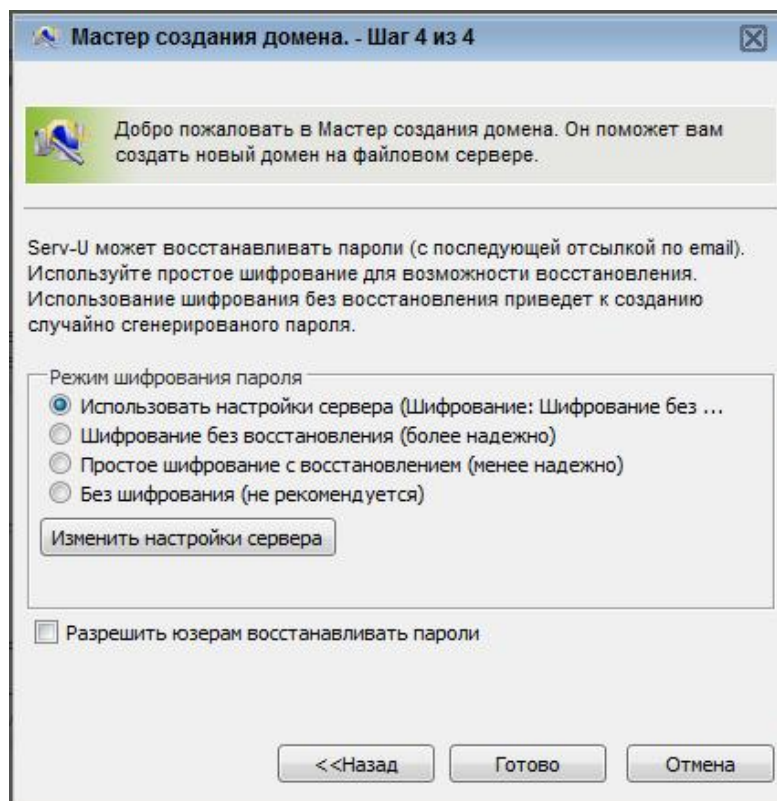 Мастер создания домена. - Шаг 4 из 4
Добро пожаловать в Мастер создания домена. Он поможет вам
создать новый домен на файловом сервере.
Serv-U может восстанавливать пароли (с последующей отсылкой по email).
Используйте простое шифрование для возможности восстановления.
Использование шифрования без восстановления приведет к созданию
случайно сгенерированого пароля.
Режим шифрования пароля
Использовать настройки сервера (Шифрование: Шифрование без ...
Шифрование без восстановления (более надежно)
Простое шифрование с восстановлением (менее надежно)
Без шифрования (не рекомендуется)
Изменить настройки сервера
Разрешить юзерам восстанавливать пароли
<<Назад Готово Отмена